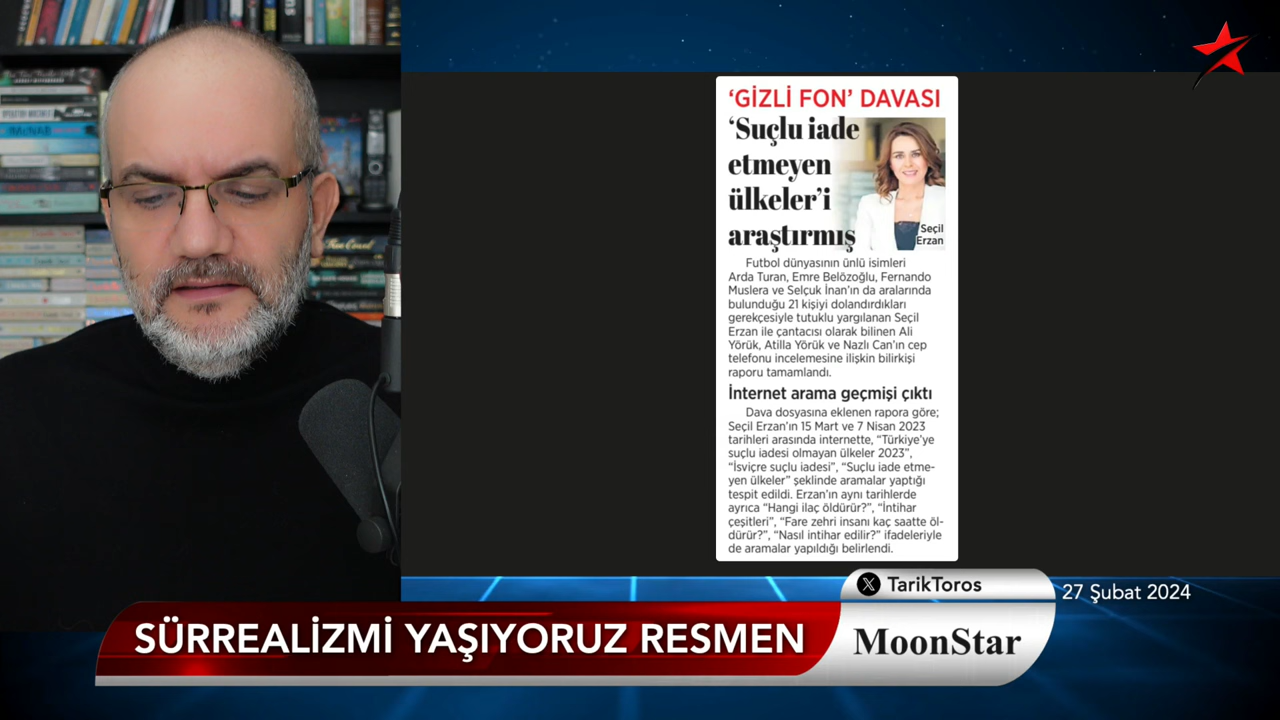 ‘GİZLİ FON’ DAVASI
‘Suçlu iade
etmeyen
ülkeler’i
araştırmış
Seçil
Erzan
Futbol dünyasının ünlü isimleri
Arda Turan, Emre Belözoğlu, Fernando
Muslera ve Selçuk İnan’ın da aralarında
bulunduğu 21 kişiyi dolandırdıkları
gerekçesiyle tutuklu yargılanan Seçil
Erzan ile çantacısı olarak bilinen Ali
Yörük, Atilla Yörük ve Nazlı Can’ın cep
telefonu incelemesine ilişkin bilirkişi
raporu tamamlandı.
İnternet arama geçmişi çıktı
Dava dosyasına eklenen rapora göre;
Seçil Erzan’ın 15 Mart ve 7 Nisan 2023
tarihleri arasında internette, “Türkiye’ye
suçlu iadesi olmayan ülkeler 2023”,
“İsviçre suçlu iadesi”, “Suçlu iade etme-
yen ülkeler” şeklinde aramalar yaptığı
tespit edildi. Erzan’ın aynı tarihlerde
ayrıca “Hangi ilaç öldürür?”, “İntihar
çeşitleri”, “Fare zehri insanı kaç saatte öl-
dürür?”, “Nasıl intihar edilir?” ifadeleriyle
de aramalar yapıldığı belirlendi.
TarikToros
27 Şubat 2024
SÜRREALİZMİ YAŞIYORUZ RESMEN
MoonStar